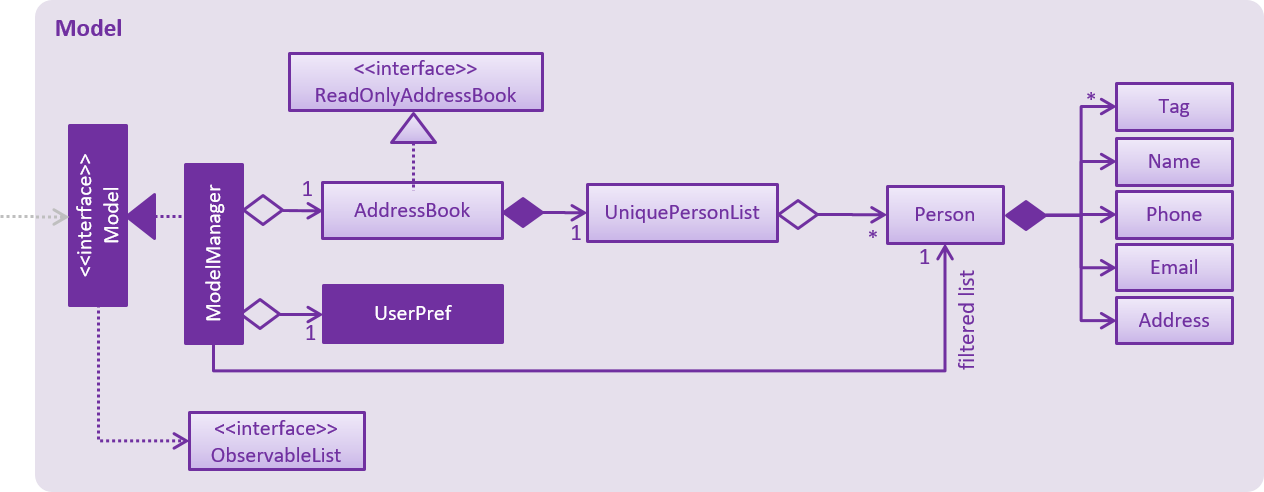 Model
<<interface>>
ReadOnlyAddressBook
<<interface>>
Model
ModelManager
1
AddressBook
1
UniquePersonList
*
Person
1
filtered list
*
Tag
Name
Phone
Email
Address
1
UserPref
<<interface>>
ObservableList